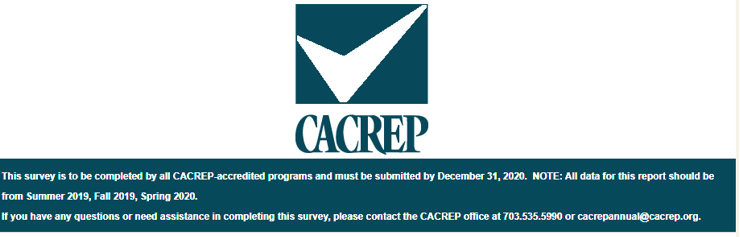 CACREP
This survey is to be completed by all CACREP-accredited programs and must be submitted by December 31, 2020.  NOTE: All data for this report should be
from Summer 2019, Fall 2019, Spring 2020.
If you have any questions or need assistance in completing this survey, please contact the CACREP office at 703.535.5990 or cacrepannual@cacrep.org.